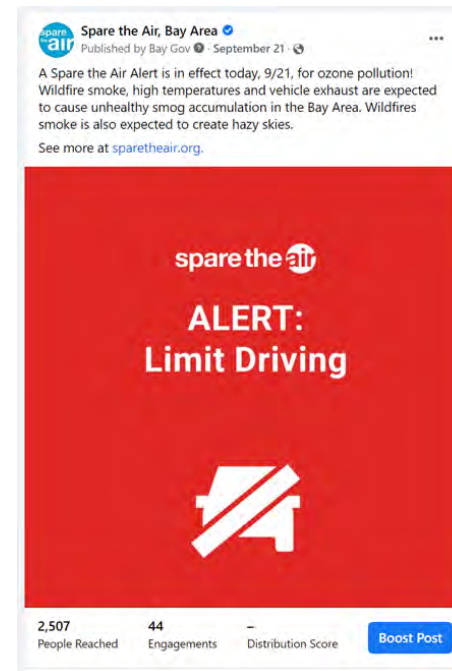 spare the air
Spare the Air, Bay Area
Published by Bay Gov · September 21 ·
A Spare the Air Alert is in effect today, 9/21, for ozone pollution!
Wildfire smoke, high temperatures and vehicle exhaust are expected
to cause unhealthy smog accumulation in the Bay Area. Wildfires
smoke is also expected to create hazy skies.
See more at sparetheair.org.
spare the air
ALERT:
Limit Driving
2,507 44 –
People Reached Engagements Distribution Score
Boost Post